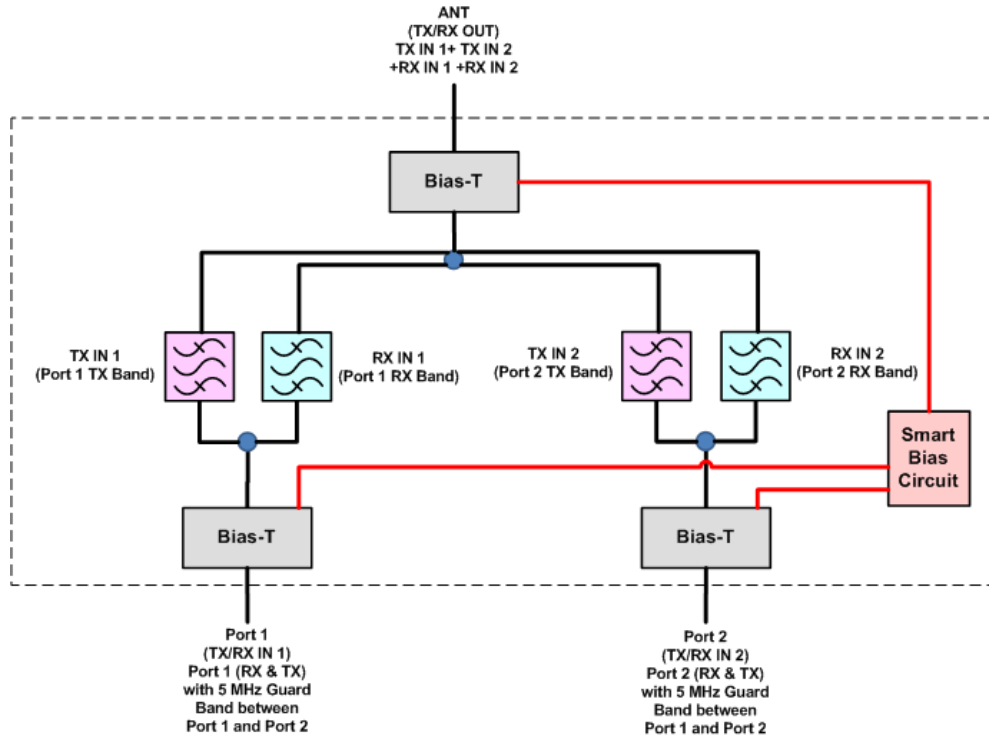 ANT
(TX/RX OUT)
TX IN 1+ TX IN 2
+RX IN 1 +RX IN 2
Bias-T
TX IN 1
(Port 1 TX Band)
RX IN 1
(Port 1 RX Band)
TX IN 2
(Port 2 TX Band)
RX IN 2
(Port 2 RX Band)
Smart
Bias
Circuit
Bias-T
Bias-T
Port 1
(TX/RX IN 1)
Port 1 (RX & TX)
with 5 MHz Guard
Band between
Port 1 and Port 2
Port 2
(TX/RX IN 2)
Port 2 (RX & TX)
with 5 MHz Guard
Band between
Port 1 and Port 2